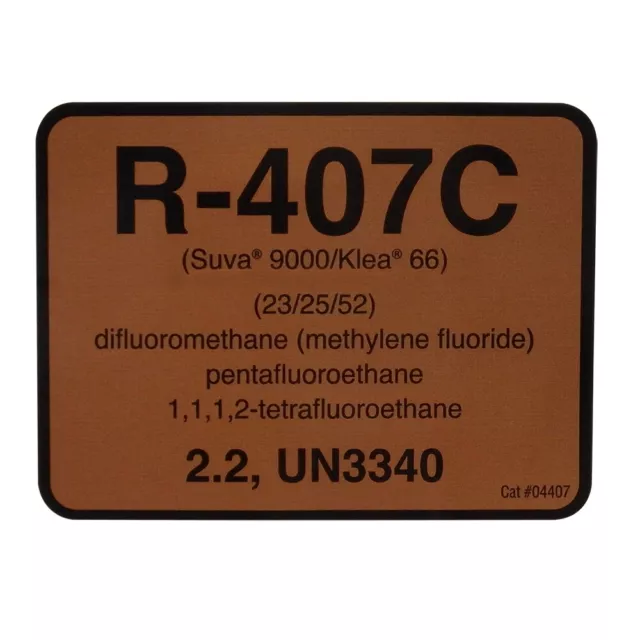 R-407C
(Suva® 9000/Klea® 66)
(23/25/52)
difluoromethane (methylene fluoride)
pentafluoroethane
1,1,1,2-tetrafluoroethane
2.2, UN3340
Cat #04407